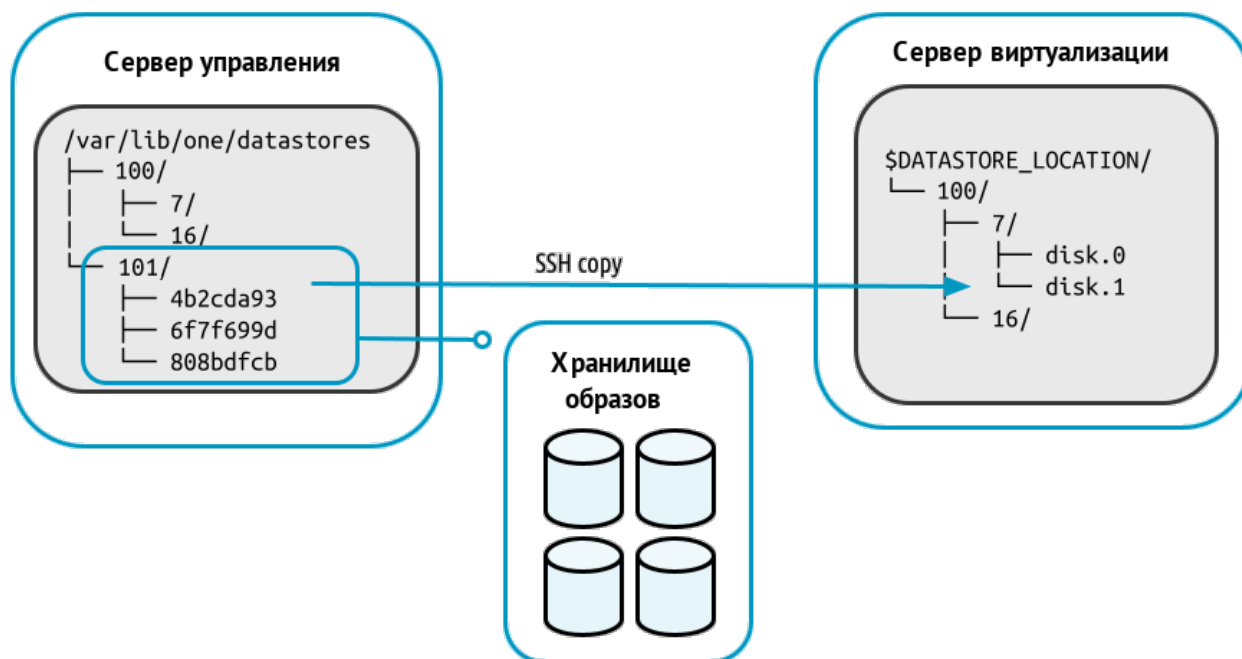 Сервер управления
/var/lib/one/datastores
├── 100/
│   ├── 7/
│   └── 16/
└── 101/
├── 4b2cda93
├── 6f7f699d
└── 808bdfcb
SSH copy
Хранилище
образов
Сервер виртуализации
$DATASTORE_LOCATION/
└── 100/
├── 7/
│   ├── disk.0
│   └── disk.1
└── 16/